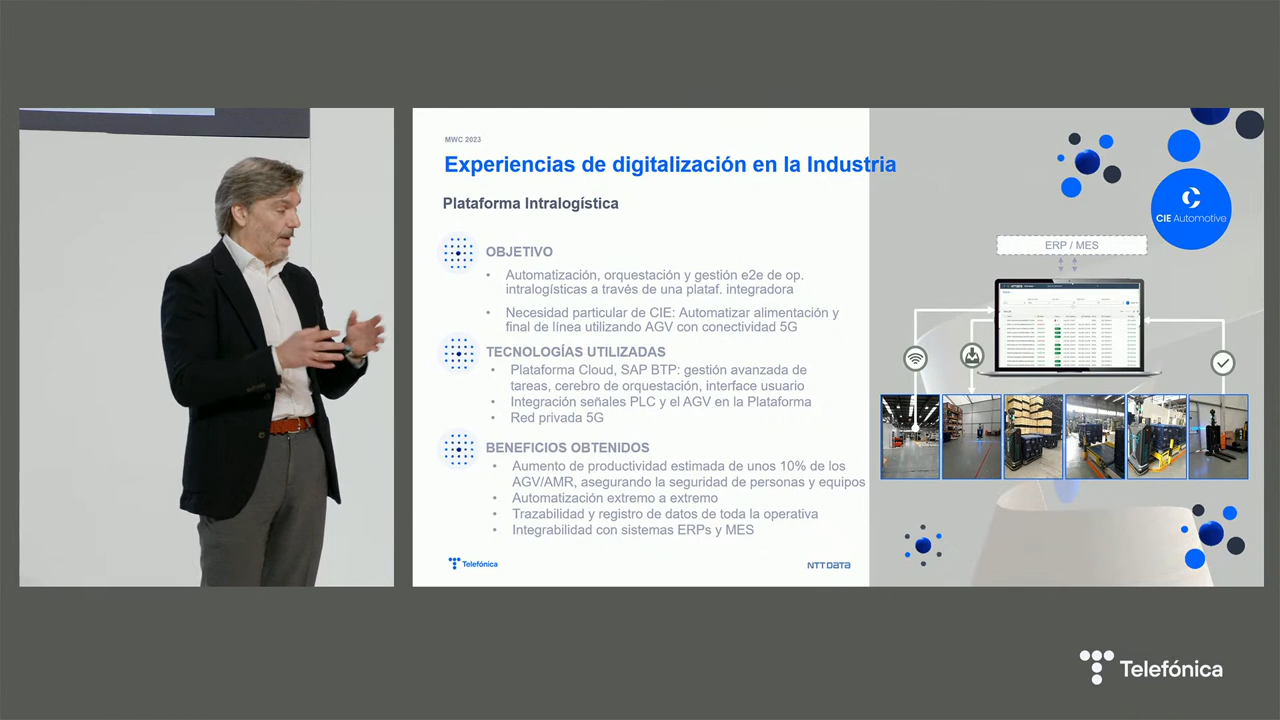 MWC 2023
Experiencias de digitalización en la Industria
Plataforma Intralogística
OBJETIVO
• Automatización, orquestación y gestión e2e de op.
intralogísticas a través de una plataf. integradora
• Necesidad particular de CIE: Automatizar alimentación y
final de línea utilizando AGV con conectividad 5G
TECNOLOGÍAS UTILIZADAS
• Plataforma Cloud, SAP BTP: gestión avanzada de
tareas, cerebro de orquestación, interface usuario
• Integración señales PLC y el AGV en la Plataforma
• Red privada 5G
BENEFICIOS OBTENIDOS
• Aumento de productividad estimada de unos 10% de los
AGV/AMR, asegurando la seguridad de personas y equipos
• Automatización extremo a extremo
• Trazabilidad y registro de datos de toda la operativa
• Integrabilidad con sistemas ERPs y MES
Telefónica
NTT DATA
CIE Automotive
ERP / MES
Telefónica